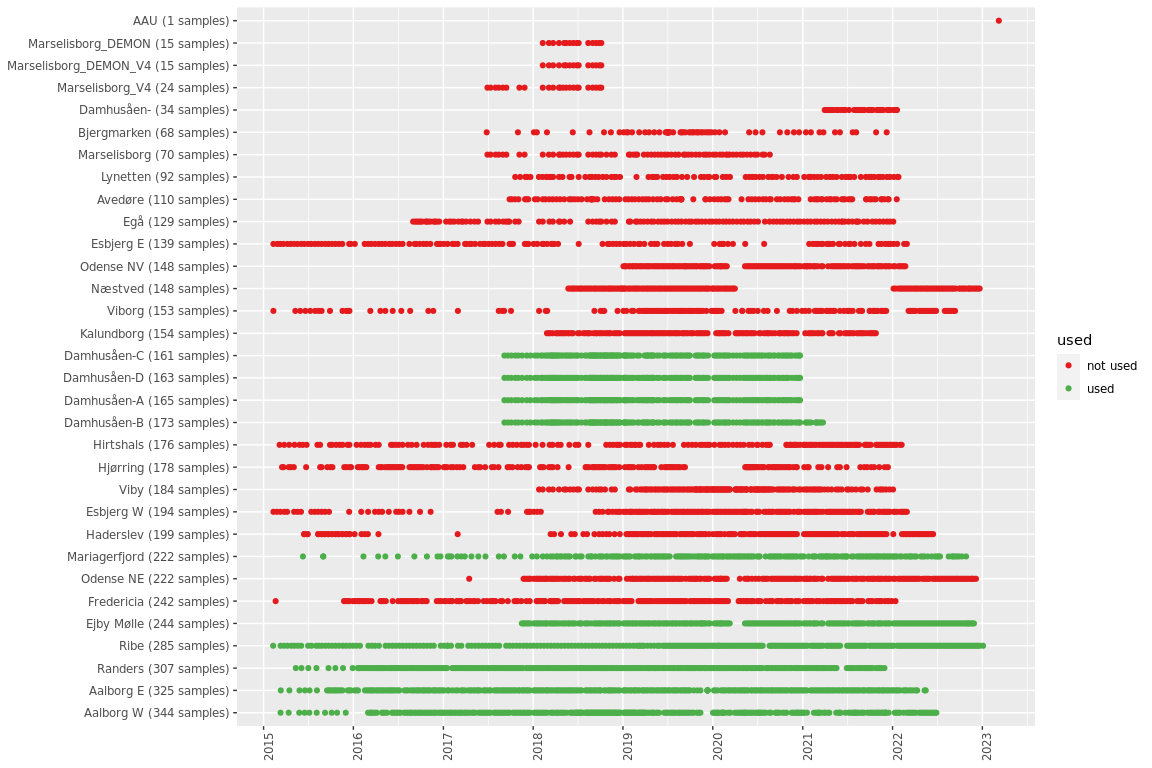 AAU (1 samples)
Marselisborg_DEMON (15 samples)
Marselisborg_DEMON_V4 (15 samples)
Marselisborg_V4 (24 samples)
Damhusåen- (34 samples)
Bjergmarken (68 samples)
Marselisborg (70 samples)
Lynetten (92 samples)
Avedøre (110 samples)
Egå (129 samples)
Esbjerg E (139 samples)
Odense NV (148 samples)
Næstved (148 samples)
Viborg (153 samples)
Kalundborg (154 samples)
Damhusåen-C (161 samples)
Damhusåen-D (163 samples)
Damhusåen-A (165 samples)
Damhusåen-B (173 samples)
Hirtshals (176 samples)
Hjørring (178 samples)
Viby (184 samples)
Esbjerg W (194 samples)
Haderslev (199 samples)
Mariagerfjord (222 samples)
Odense NE (222 samples)
Fredericia (242 samples)
Ejby Mølle (244 samples)
Ribe (285 samples)
Randers (307 samples)
Aalborg E (325 samples)
Aalborg W (344 samples)
2015
2016
2017
2018
2019
2020
2021
2022
2023
used
not used
used